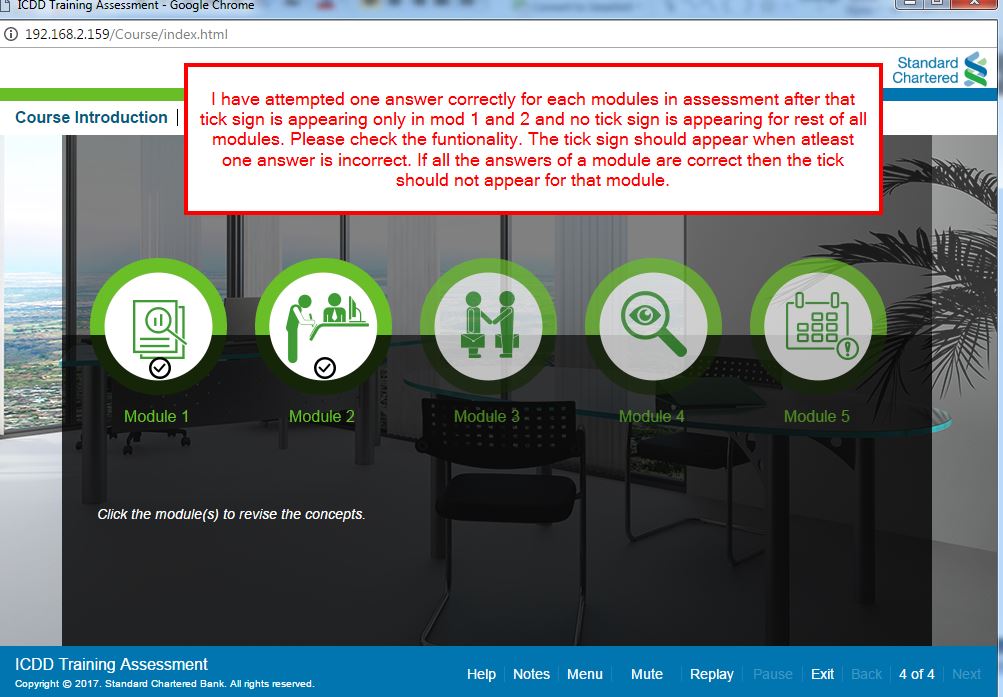 ICDD Training Assessment - Google Chrome
192.168.2.159/Course/index.html
Standard
Chartered
Course Introduction
I have attempted one answer correctly for each modules in assessment after that
tick sign is appearing only in mod 1 and 2 and no tick sign is appearing for rest of all
modules. Please check the funtionality. The tick sign should appear when atleast
one answer is incorrect. If all the answers of a module are correct then the tick
should not appear for that module.
Module 1 Module 2 Module 3 Module 4 Module 5
Click the module(s) to revise the concepts.
ICDD Training Assessment
Help Notes Menu Mute Replay Pause Exit Back 4 of 4 Next
Copyright © 2017. Standard Chartered Bank. All rights reserved.